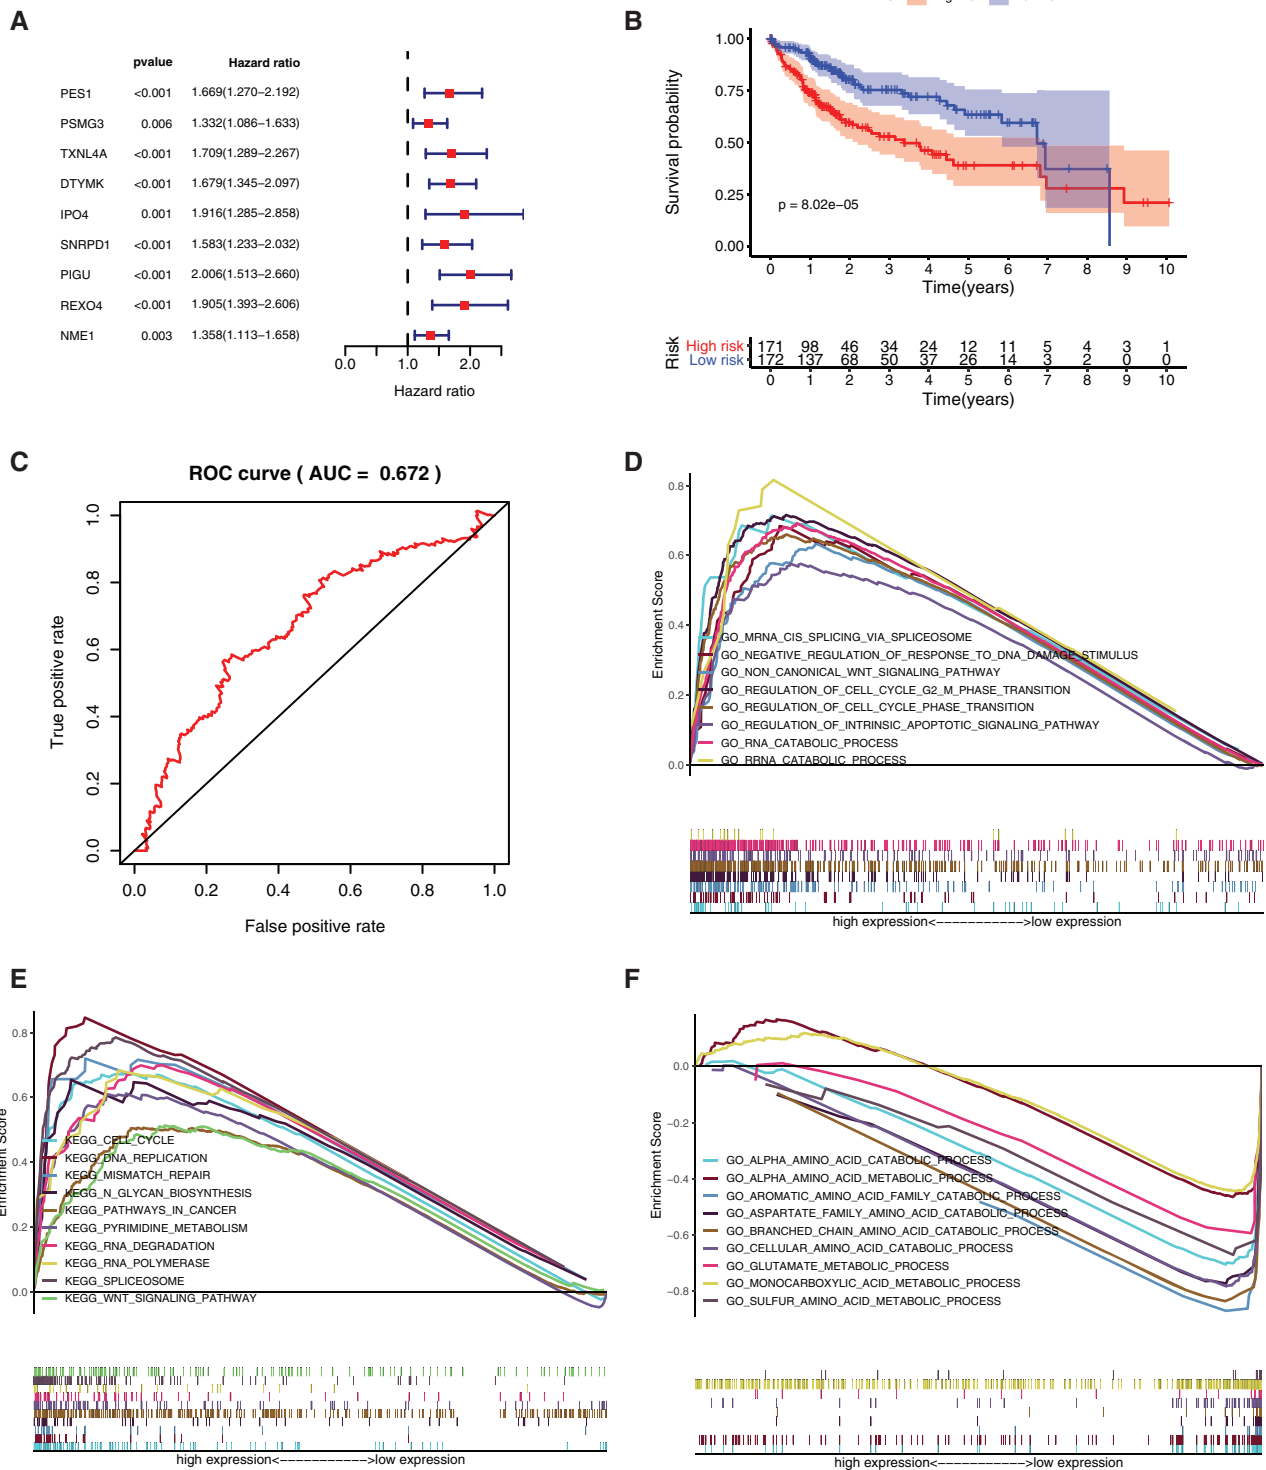 A
pvalue Hazard ratio
PES1 <0.001 1.669(1.270−2.192)
PSMG3 0.006 1.332(1.086−1.633)
TXNL4A <0.001 1.709(1.289−2.267)
DTYMK <0.001 1.679(1.345−2.097)
IPO4 0.001 1.916(1.285−2.858)
SNRPD1 <0.001 1.583(1.233−2.032)
PIGU <0.001 2.006(1.513−2.660)
REXO4 <0.001 1.905(1.393−2.606)
NME1 0.003 1.358(1.113−1.658)
0.0 1.0 2.0
Hazard ratio
B
Survival probability
1.00
0.75
0.50
0.25
0.00
p = 8.02e−05
0 1 2 3 4 5 6 7 8 9 10
Time(years)
Risk
High risk 171 98 46 34 24 12 11 5 4 3 1
Low risk 172 137 68 50 37 26 14 3 2 0 0
0 1 2 3 4 5 6 7 8 9 10
Time(years)
C
ROC curve ( AUC = 0.672 )
True positive rate
1.0
0.8
0.6
0.4
0.2
0.0
0.0 0.2 0.4 0.6 0.8 1.0
False positive rate
D
Enrichment Score
0.8
0.6
0.4
0.2
0.0
GO_MRNA_CIS_SPLICING_VIA_SPLICEOSOME
GO_NEGATIVE_REGULATION_OF_RESPONSE_TO_DNA_DAMAGE_STIMULUS
GO_NON_CANONICAL_WNT_SIGNALING_PATHWAY
GO_REGULATION_OF_CELL_CYCLE_G2_M_PHASE_TRANSITION
GO_REGULATION_OF_CELL_CYCLE_PHASE_TRANSITION
GO_REGULATION_OF_INTRINSIC_APOPTOTIC_SIGNALING_PATHWAY
GO_RNA_CATABOLIC_PROCESS
GO_RRNA_CATABOLIC_PROCESS
high expression<−−−−−−−−−−−>low expression
E
0.8
0.6
0.4
0.2
0.0
KEGG_CELL_CYCLE
KEGG_DNA_REPLICATION
KEGG_MISMATCH_REPAIR
KEGG_N_GLYCAN_BIOSYNTHESIS
KEGG_PATHWAYS_IN_CANCER
KEGG_PYRIMIDINE_METABOLISM
KEGG_RNA_DEGRADATION
KEGG_RNA_POLYMERASE
KEGG_SPLICEOSOME
KEGG_WNT_SIGNALING_PATHWAY
high expression<−−−−−−−−−−−>low expression
F
Enrichment Score
0.0
−0.2
−0.4
−0.6
−0.8
GO_ALPHA_AMINO_ACID_CATABOLIC_PROCESS
GO_ALPHA_AMINO_ACID_METABOLIC_PROCESS
GO_AROMATIC_AMINO_ACID_FAMILY_CATABOLIC_PROCESS
GO_ASPARTATE_FAMILY_AMINO_ACID_CATABOLIC_PROCESS
GO_BRANCHED_CHAIN_AMINO_ACID_CATABOLIC_PROCESS
GO_CELLULAR_AMINO_ACID_CATABOLIC_PROCESS
GO_GLUTAMATE_METABOLIC_PROCESS
GO_MONOCARBOXYLIC_ACID_METABOLIC_PROCESS
GO_SULFUR_AMINO_ACID_METABOLIC_PROCESS
high expression<−−−−−−−−−−−>low expression